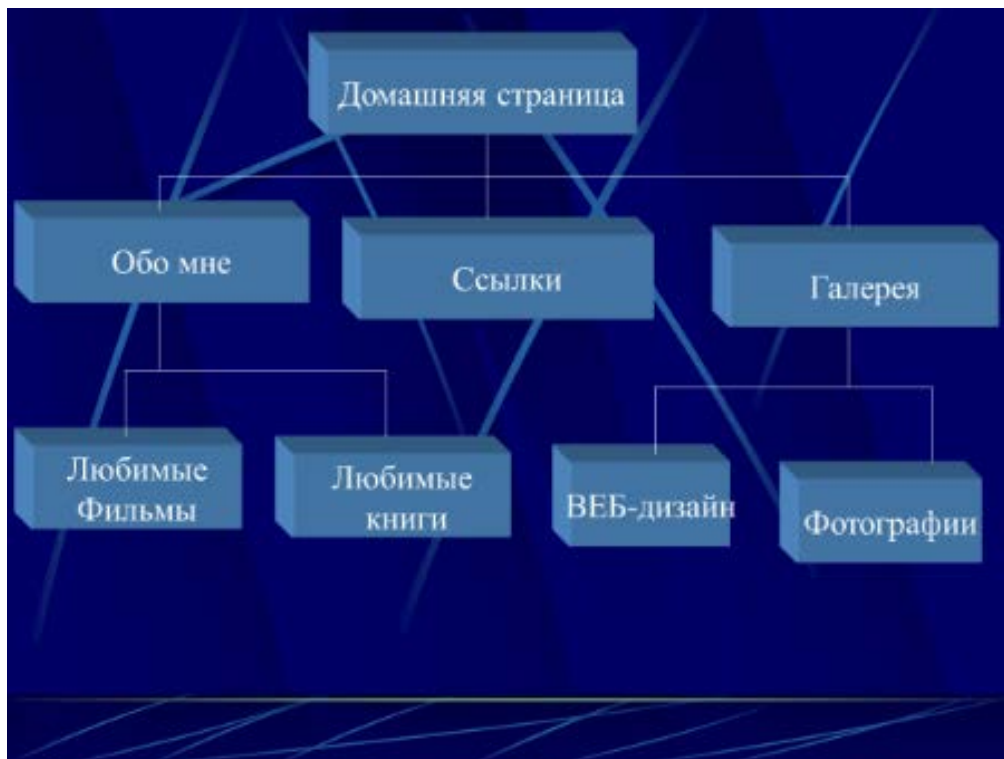 Домашняя страница
Обо мне
Ссылки
Галерея
Любимые
Фильмы
Любимые
книги
ВЕБ-дизайн
Фотографии